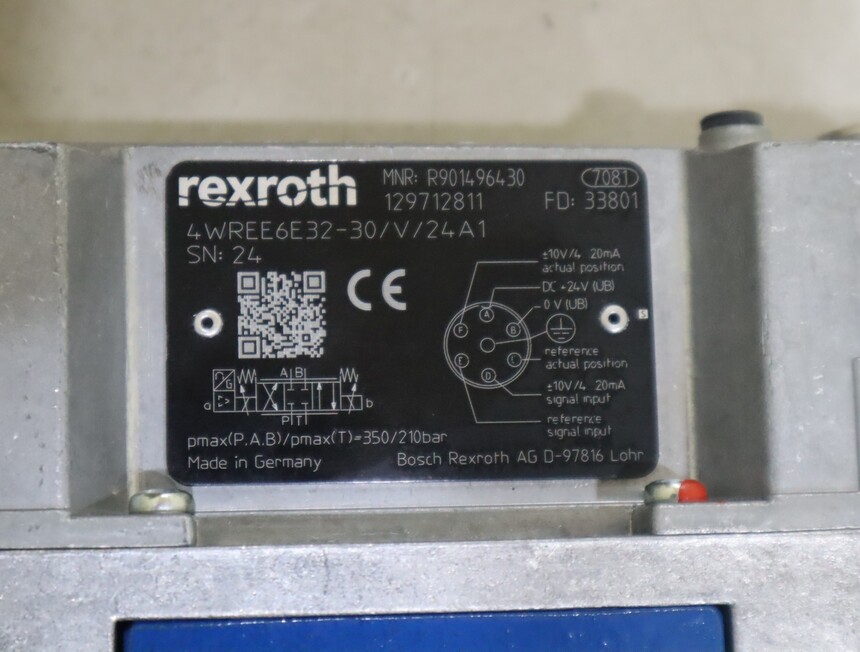 rexroth
MNR: R901496430 7081
129712811 FD: 33801
4WREE6E32-30/V/24A1
SN: 24
CE
±10V/4 20mA
actual position
DC +24V (UB)
0 V (UB)
reference
actual position
±10V/4 20mA
signal input
reference
signal input
A
B
C
D
E
F
A B
P T
a
b
pmax(P.A.B)/pmax(T)=350/210bar
Made in Germany
Bosch Rexroth AG D-97816 Lohr